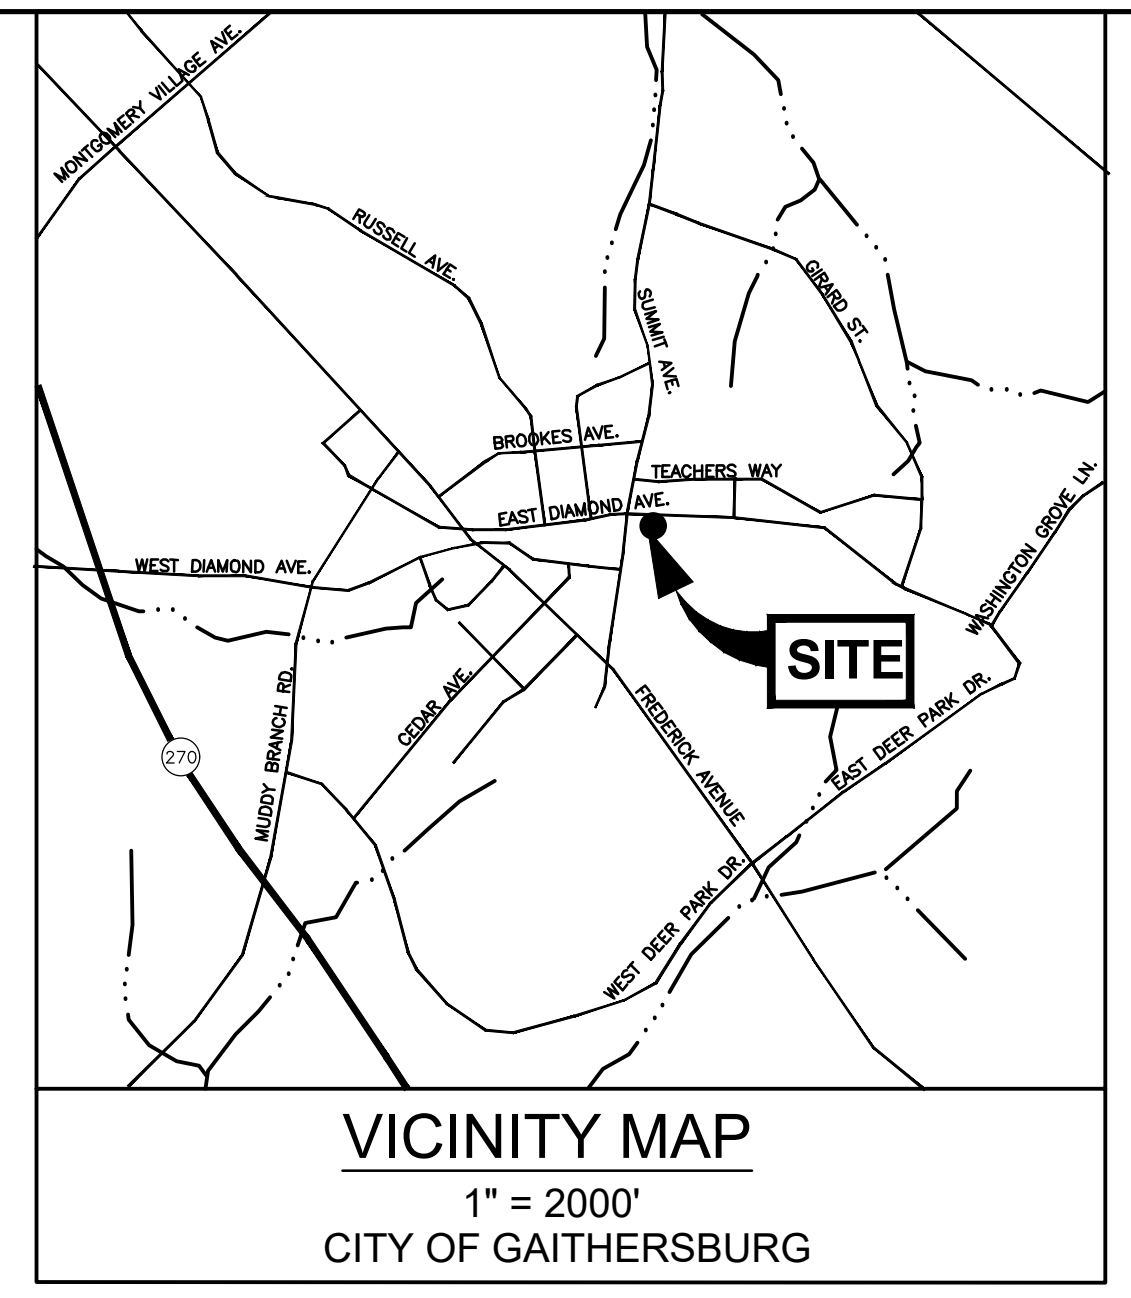 MONTGOMERY VILLAGE AVE.
RUSSELL AVE.
GIRARD ST.
SUMMIT AVE.
BROOKES AVE.
TEACHERS WAY
EAST DIAMOND AVE.
WASHINGTON GROVE LN.
WEST DIAMOND AVE.
SITE
CEDAR AVE.
MUDDY BRANCH RD.
FREDERICK AVENUE
EAST DEER PARK DR.
270
WEST DEER PARK DR.
VICINITY MAP
1" = 2000'
CITY OF GAITHERSBURG